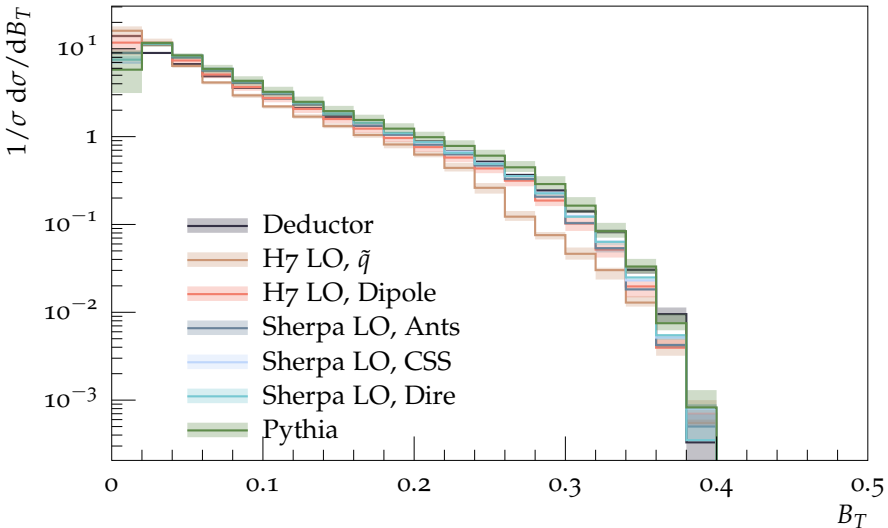 1/σ dσ/dB_T
10^1
1
10^−1
10^−2
10^−3
Deductor
H7 LO, q̃
H7 LO, Dipole
Sherpa LO, Ants
Sherpa LO, CSS
Sherpa LO, Dire
Pythia
0 0.1 0.2 0.3 0.4 0.5
B_T